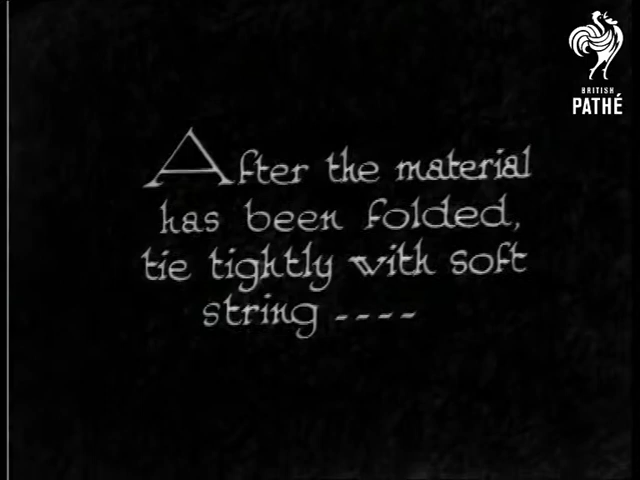 BRITISH
PATHÉ
After the material
has been folded,
tie tightly with soft
string ----